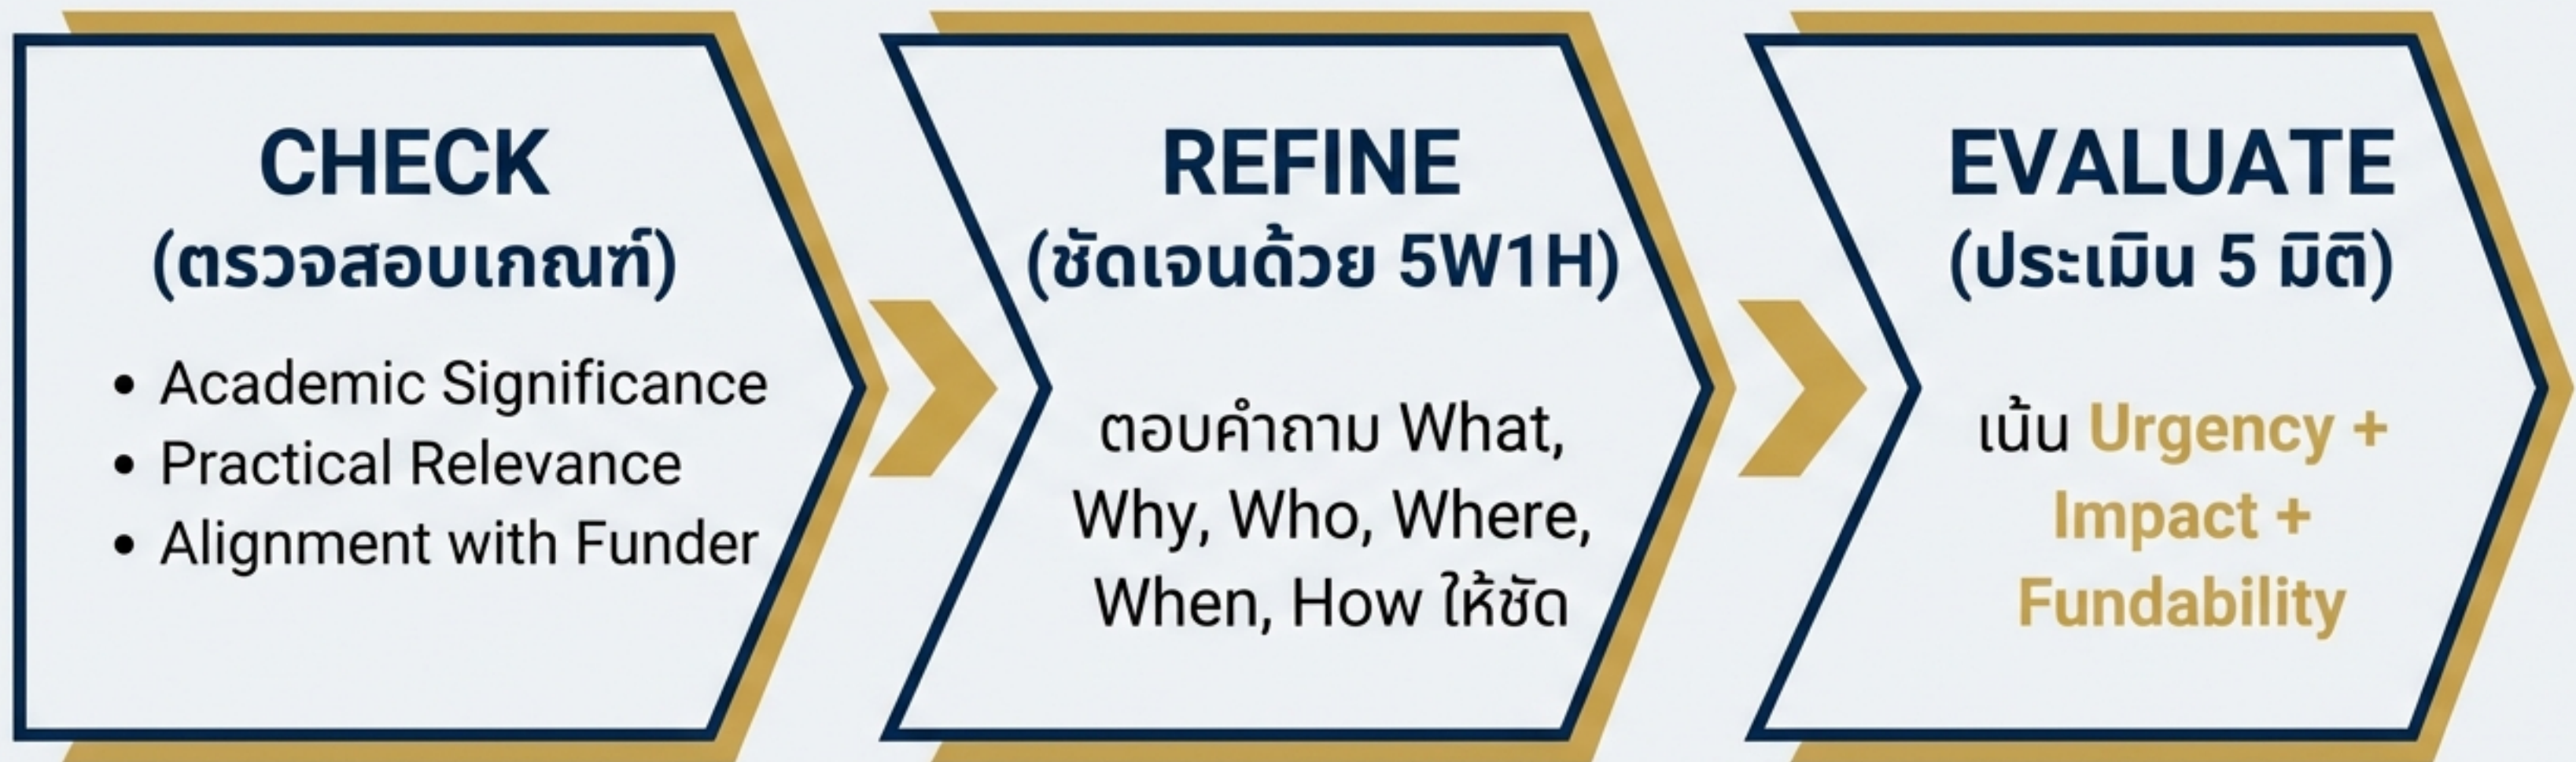 CHECK
(ตรวจสอบเกณฑ์)
• Academic Significance
• Practical Relevance
• Alignment with Funder
REFINE
(ชัดเจนด้วย 5W1H)
ตอบคำถาม What,
Why, Who, Where,
When, How ให้ชัด
EVALUATE
(ประเมิน 5 มิติ)
เน้น Urgency +
Impact +
Fundability